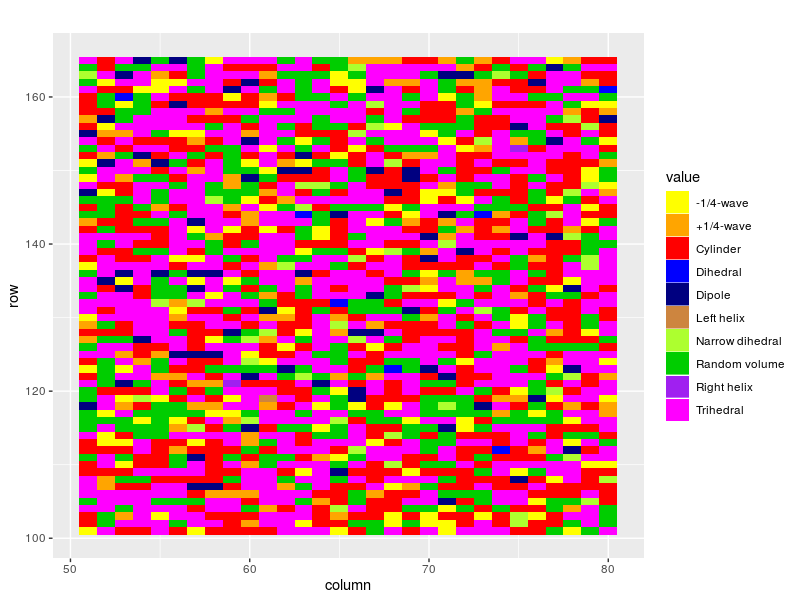 160
140
120
100
row
50
60
70
80
column
value
-1/4-wave
+1/4-wave
Cylinder
Dihedral
Dipole
Left helix
Narrow dihedral
Random volume
Right helix
Trihedral